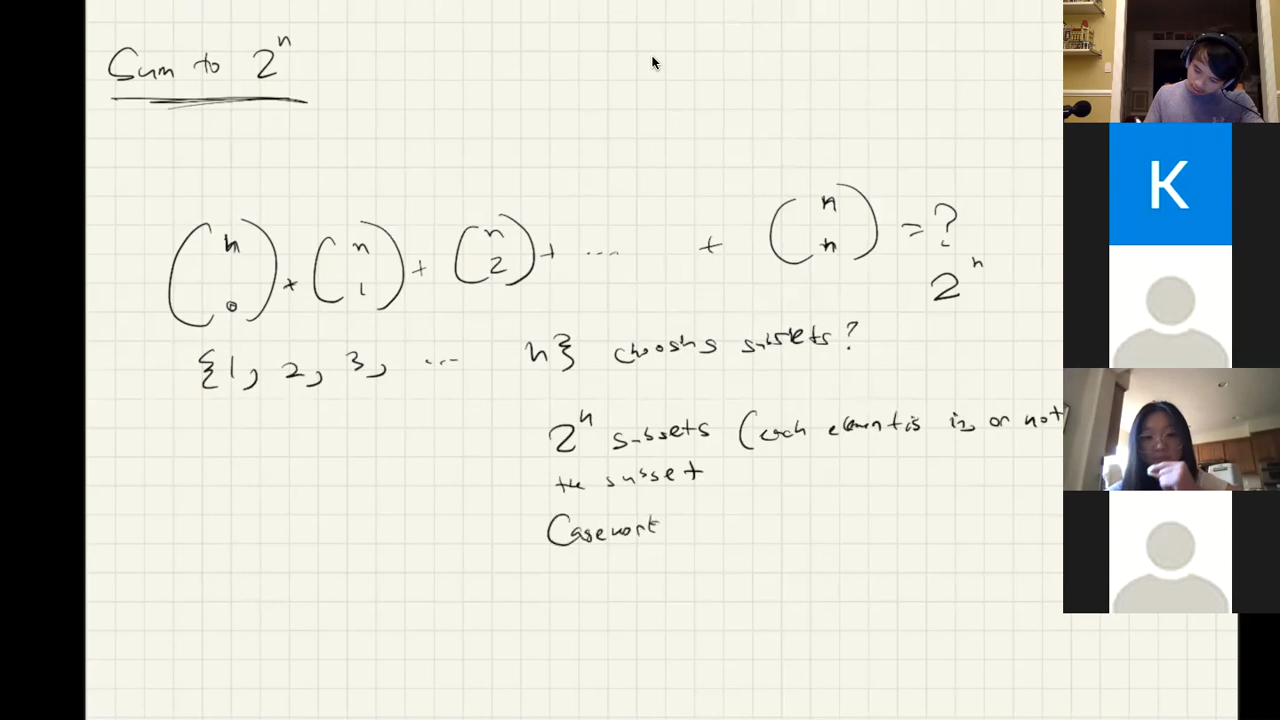 Sum to 2^n
K
(n 0) + (n 1) + (n 2) + ... + (n n) = ?
2^n
{1, 2, 3, ... n} choosing subsets?
2^n subsets (each element is in or not
the subset
Casework